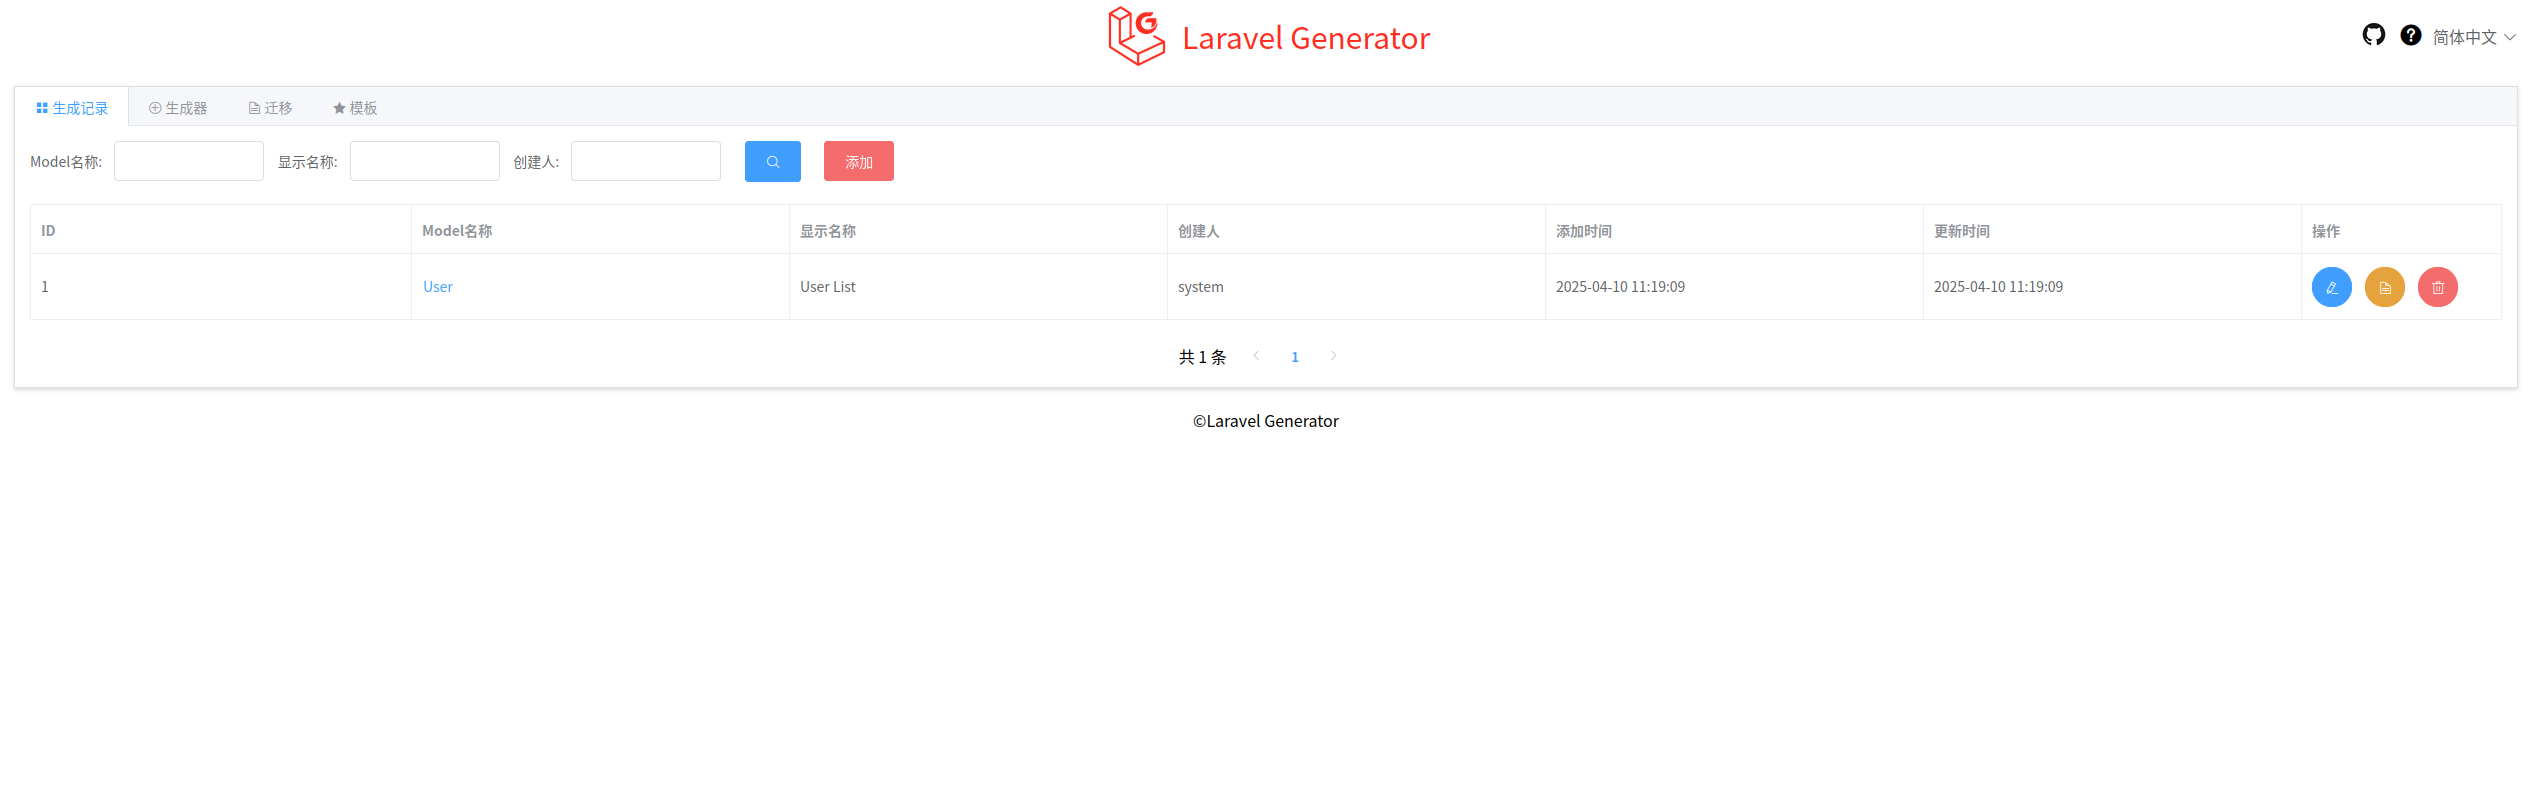 Laravel Generator
简体中文
生成记录 生成器 迁移 模板
Model名称: 显示名称: 创建人: 添加
ID Model名称 显示名称 创建人 添加时间 更新时间 操作
1 User User List system 2025-04-10 11:19:09 2025-04-10 11:19:09
共 1 条 1
©Laravel Generator